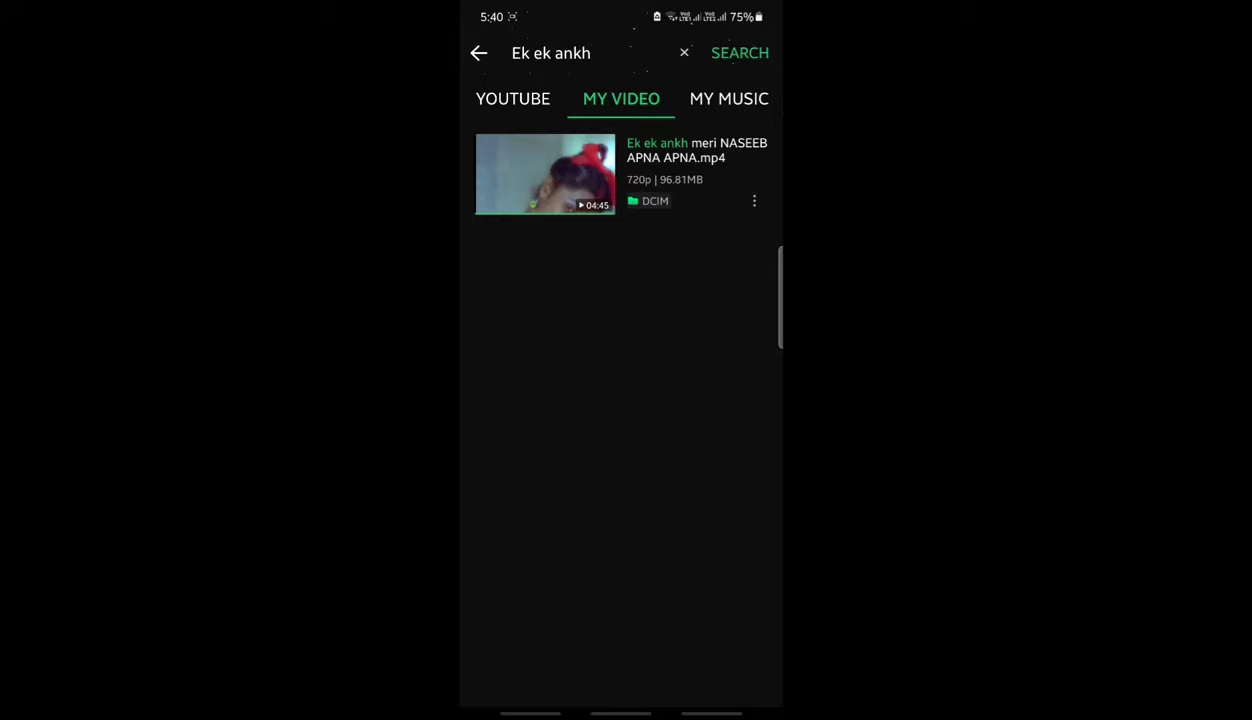 5:40 75%
Ek ek ankh × SEARCH
YOUTUBE MY VIDEO MY MUSIC
Ek ek ankh meri NASEEB
APNA APNA.mp4
720p | 96.81MB
04:45
DCIM